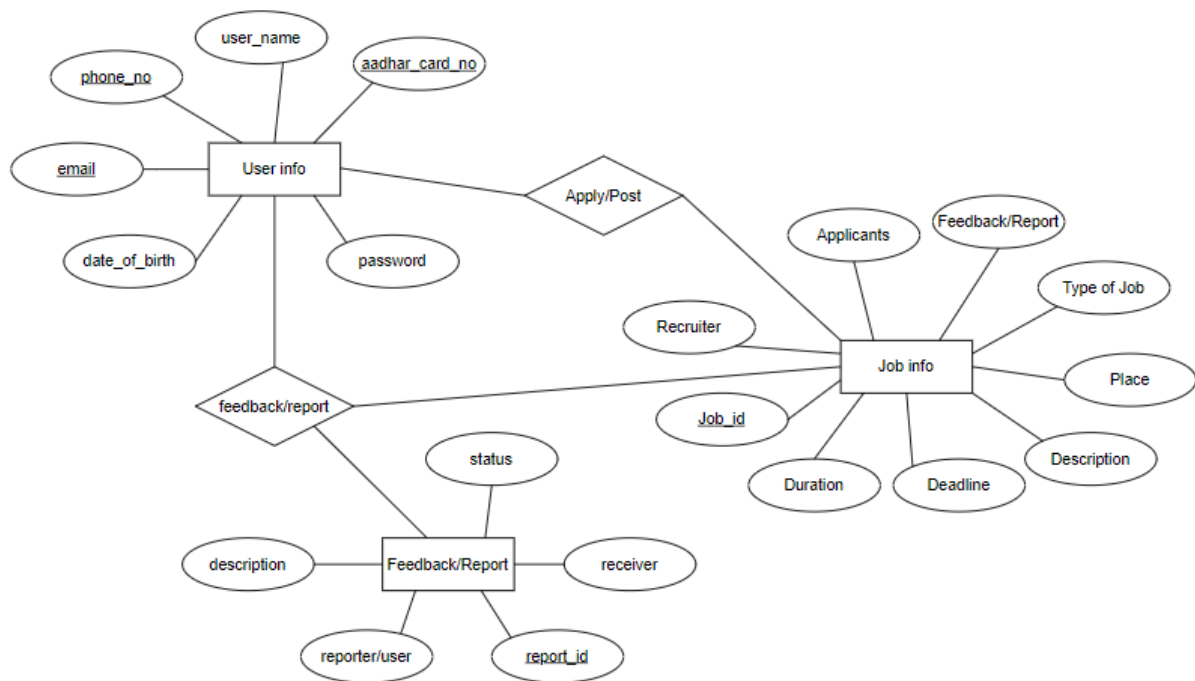 user_name
aadhar_card_no
phone_no
email
User info
date_of_birth
password
Apply/Post
Applicants
Feedback/Report
Type of Job
Recruiter
Job info
Place
Job_id
Description
Duration
Deadline
feedback/report
status
description
Feedback/Report
receiver
reporter/user
report_id